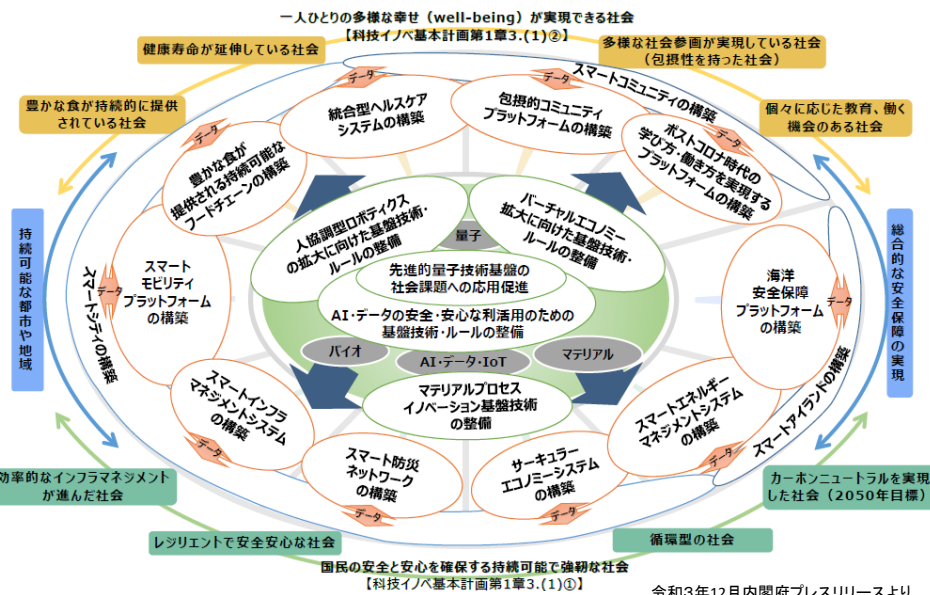 一人ひとりの多様な幸せ（well-being）が実現できる社会
【科技イノベ基本計画第1章3.(1)②】
健康寿命が延伸している社会
多様な社会参画が実現している社会
（包摂性を持った社会）
豊かな食が持続的に提供
されている社会
個々に応じた教育、働く
機会のある社会
スマートコミュニティの構築
データ
統合型ヘルスケア
システムの構築
データ
包摂的コミュニティ
プラットフォームの構築
データ
豊かな食が
提供される持続可能な
フードチェーンの構築
データ
ポストコロナ時代の
学び方・働き方を実現する
プラットフォームの構築
人協調型ロボティクス
の拡大に向けた基盤技術・
ルールの整備
バーチャルエコノミー
拡大に向けた基盤技術・
ルールの整備
量子
先進的量子技術基盤の
社会課題への応用促進
AI・データの安全・安心な利活用のための
基盤技術・ルールの整備
バイオ
AI・データ・IoT
マテリアル
マテリアルプロセス
イノベーション基盤技術
の整備
持続可能な都市や地域
スマートシティの構築
データ
スマート
モビリティ
プラットフォーム
の構築
海洋
安全保障
プラットフォーム
の構築
データ
総合的な安全保障の実現
スマートアイランドの構築
スマートインフラ
マネジメントシステム
の構築
データ
スマート防災
ネットワーク
の構築
データ
サーキュラー
エコノミーシステム
の構築
データ
スマートエネルギー
マネジメントシステム
の構築
データ
効率的なインフラマネジメント
が進んだ社会
カーボンニュートラルを実現
した社会（2050年目標）
レジリエントで安全安心な社会
循環型の社会
国民の安全と安心を確保する持続可能で強靭な社会
【科技イノベ基本計画第1章3.(1)①】
令和3年12月内閣府プレスリリースより